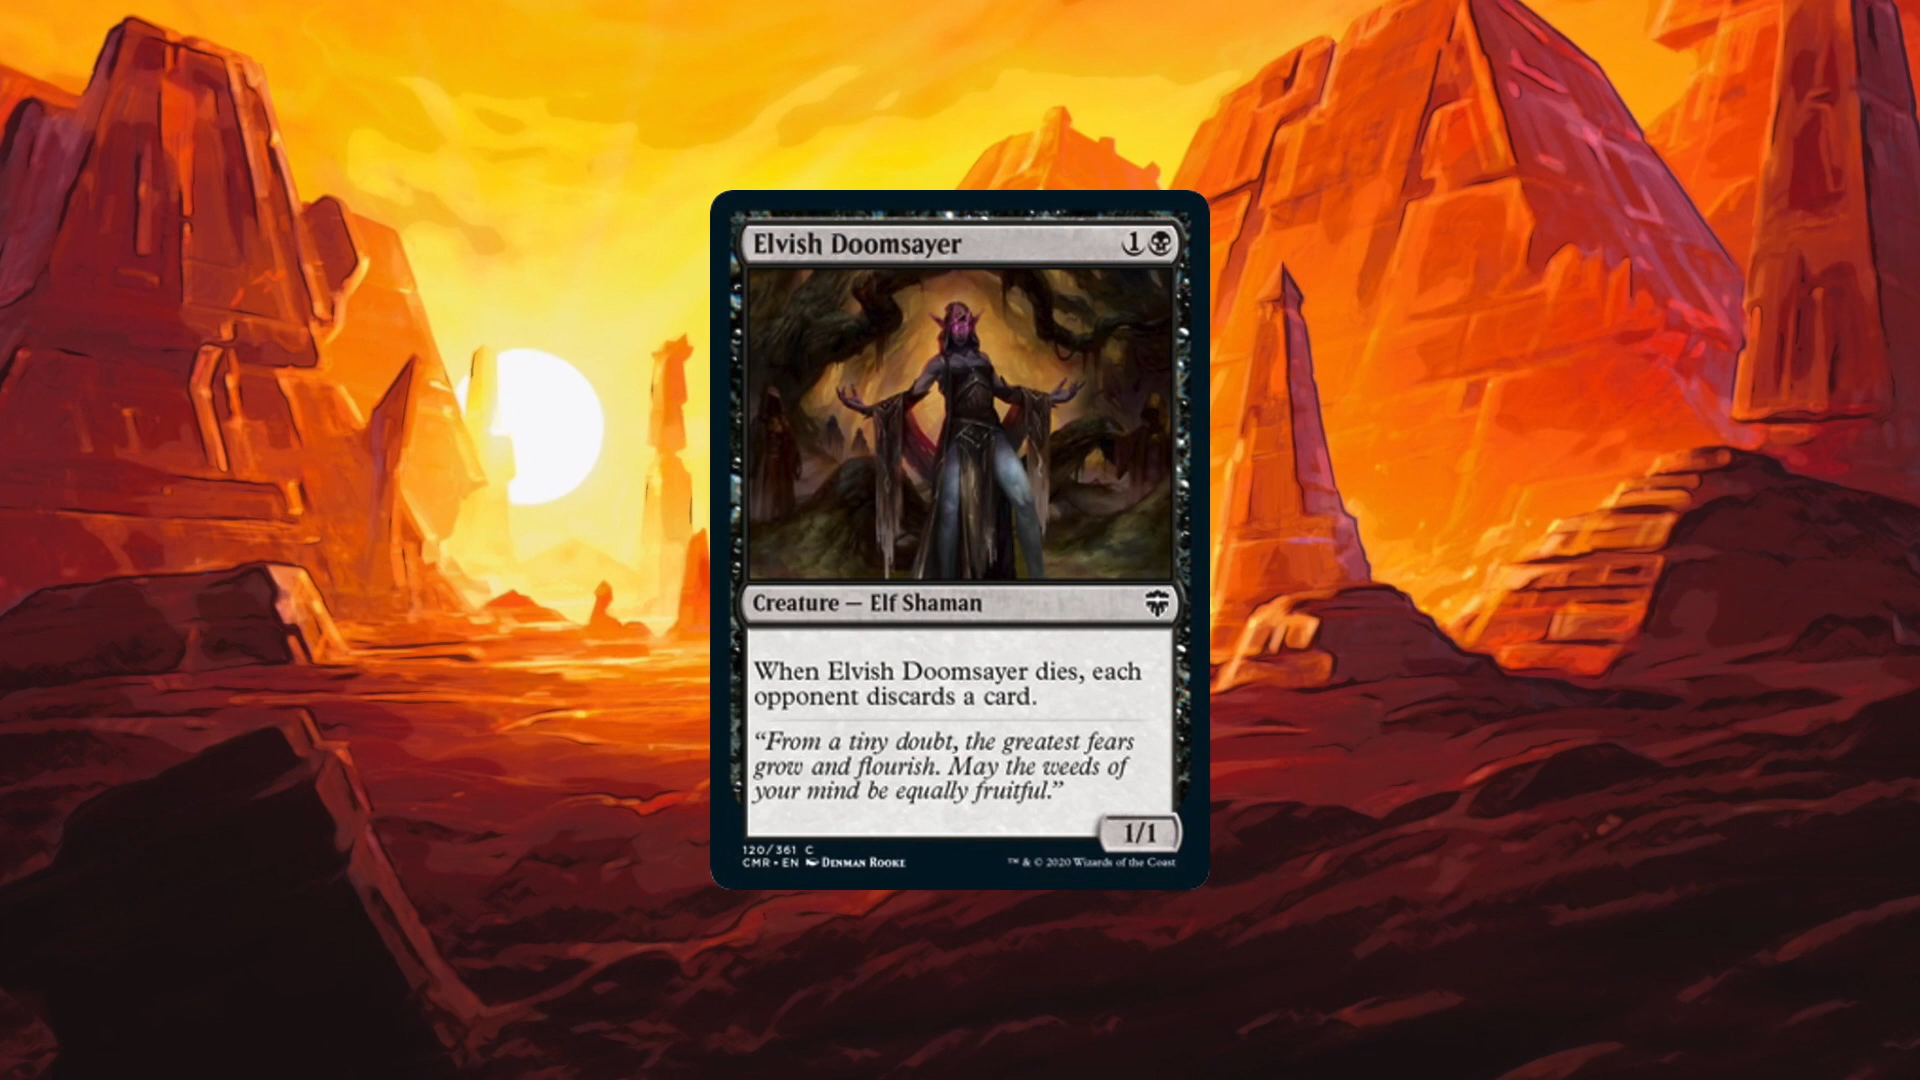 Elvish Doomsayer 1
Creature — Elf Shaman
When Elvish Doomsayer dies, each
opponent discards a card.
“From a tiny doubt, the greatest fears
grow and flourish. May the weeds of
your mind be equally fruitful.”
1/1
120/361 C
CMR • EN Denman Rooke
™ & © 2020 Wizards of the Coast